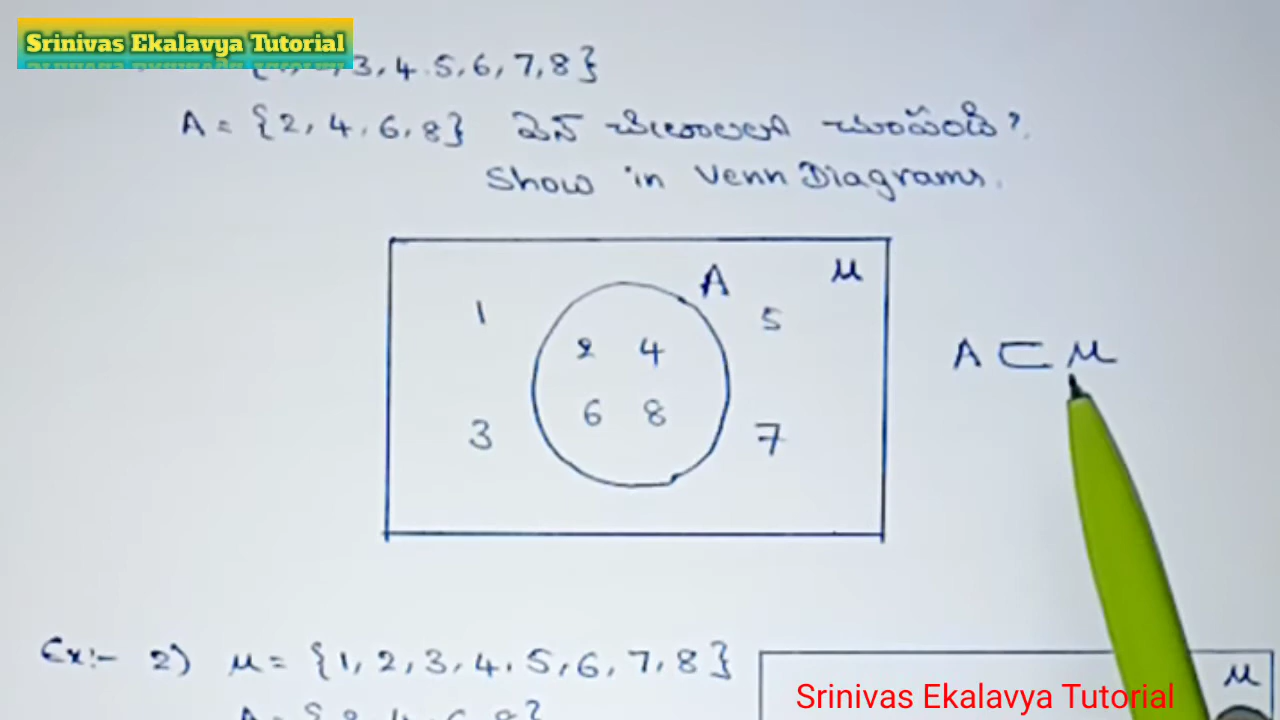 Srinivas Ekalavya Tutorial
3, 4. 5, 6, 7, 8 }
A = {2, 4, 6, 8} వెన్ చిత్రాలలో చూపండి?
Show in Venn Diagrams.
A μ
1 5
2 4
A ⊂ μ
6 8
3 7
Ex:- 2) μ = {1, 2, 3, 4, 5, 6, 7, 8}
μ
Srinivas Ekalavya Tutorial